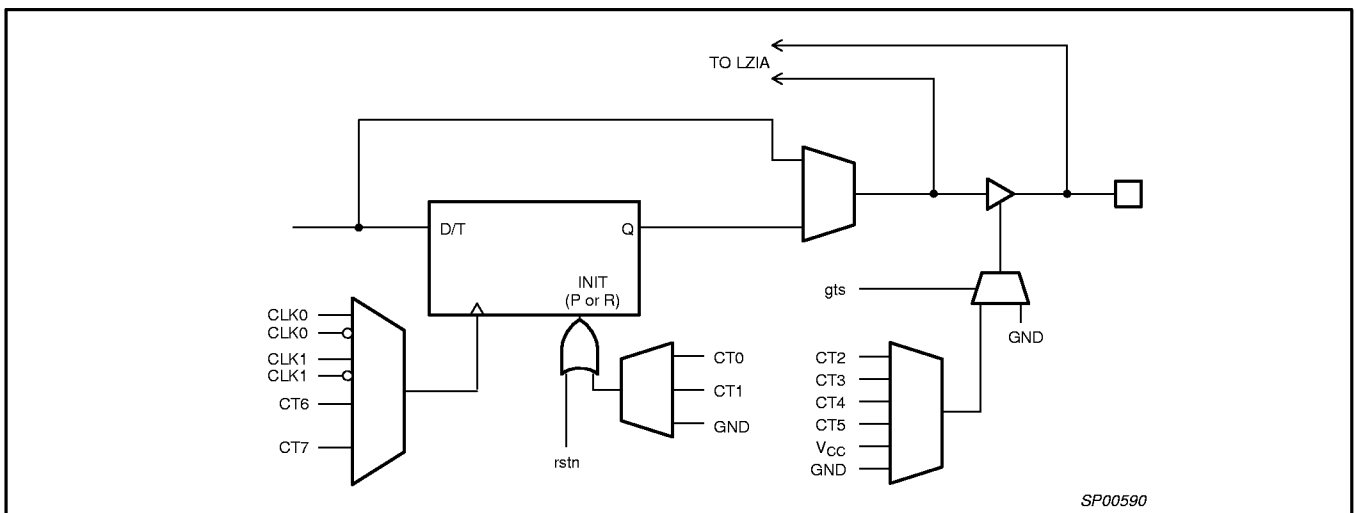 TO LZIA
D/T
Q
INIT
(P or R)
gts
GND
CLK0
CLK0
CLK1
CLK1
CT6
CT7
rstn
CT0
CT1
GND
CT2
CT3
CT4
CT5
VCC
GND
SP00590